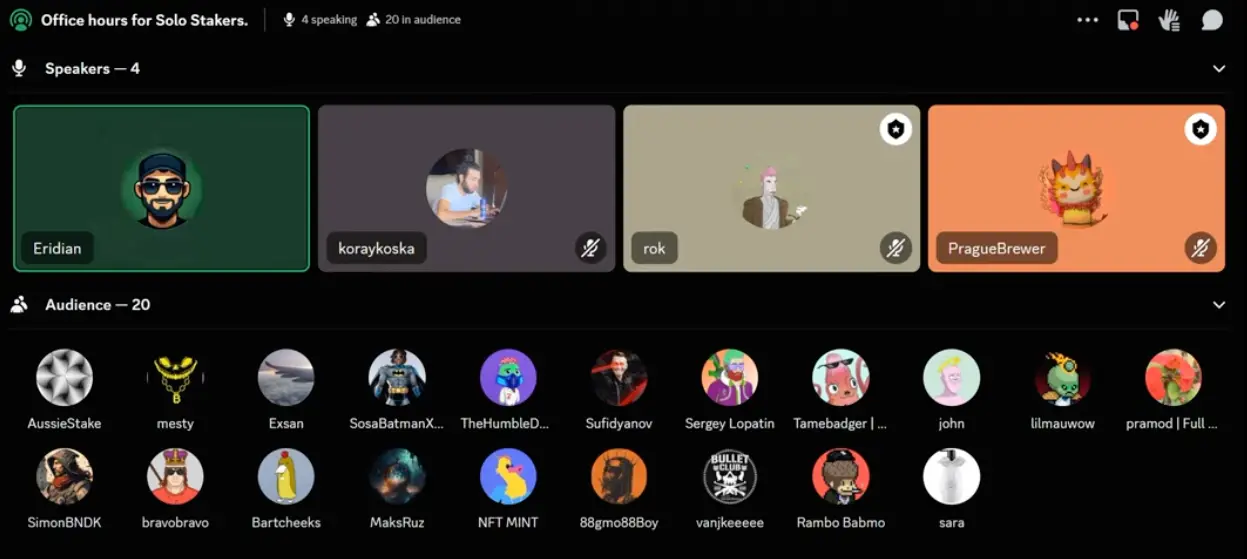 Office hours for Solo Stakers. 4 speaking 20 in audience
Speakers — 4
Eridian koraykoska rok PragueBrewer
Audience — 20
AussieStake mesty Exsan SosaBatmanX... TheHumbleD... Sufidyanov Sergey Lopatin Tamebadger | ... john lilmauwow pramod | Full ...
BULLET
CLUB
SimonBNDK bravobravo Bartcheeks MaksRuz NFT MINT 88gmo88Boy vanjkeeeee Rambo Babmo sara